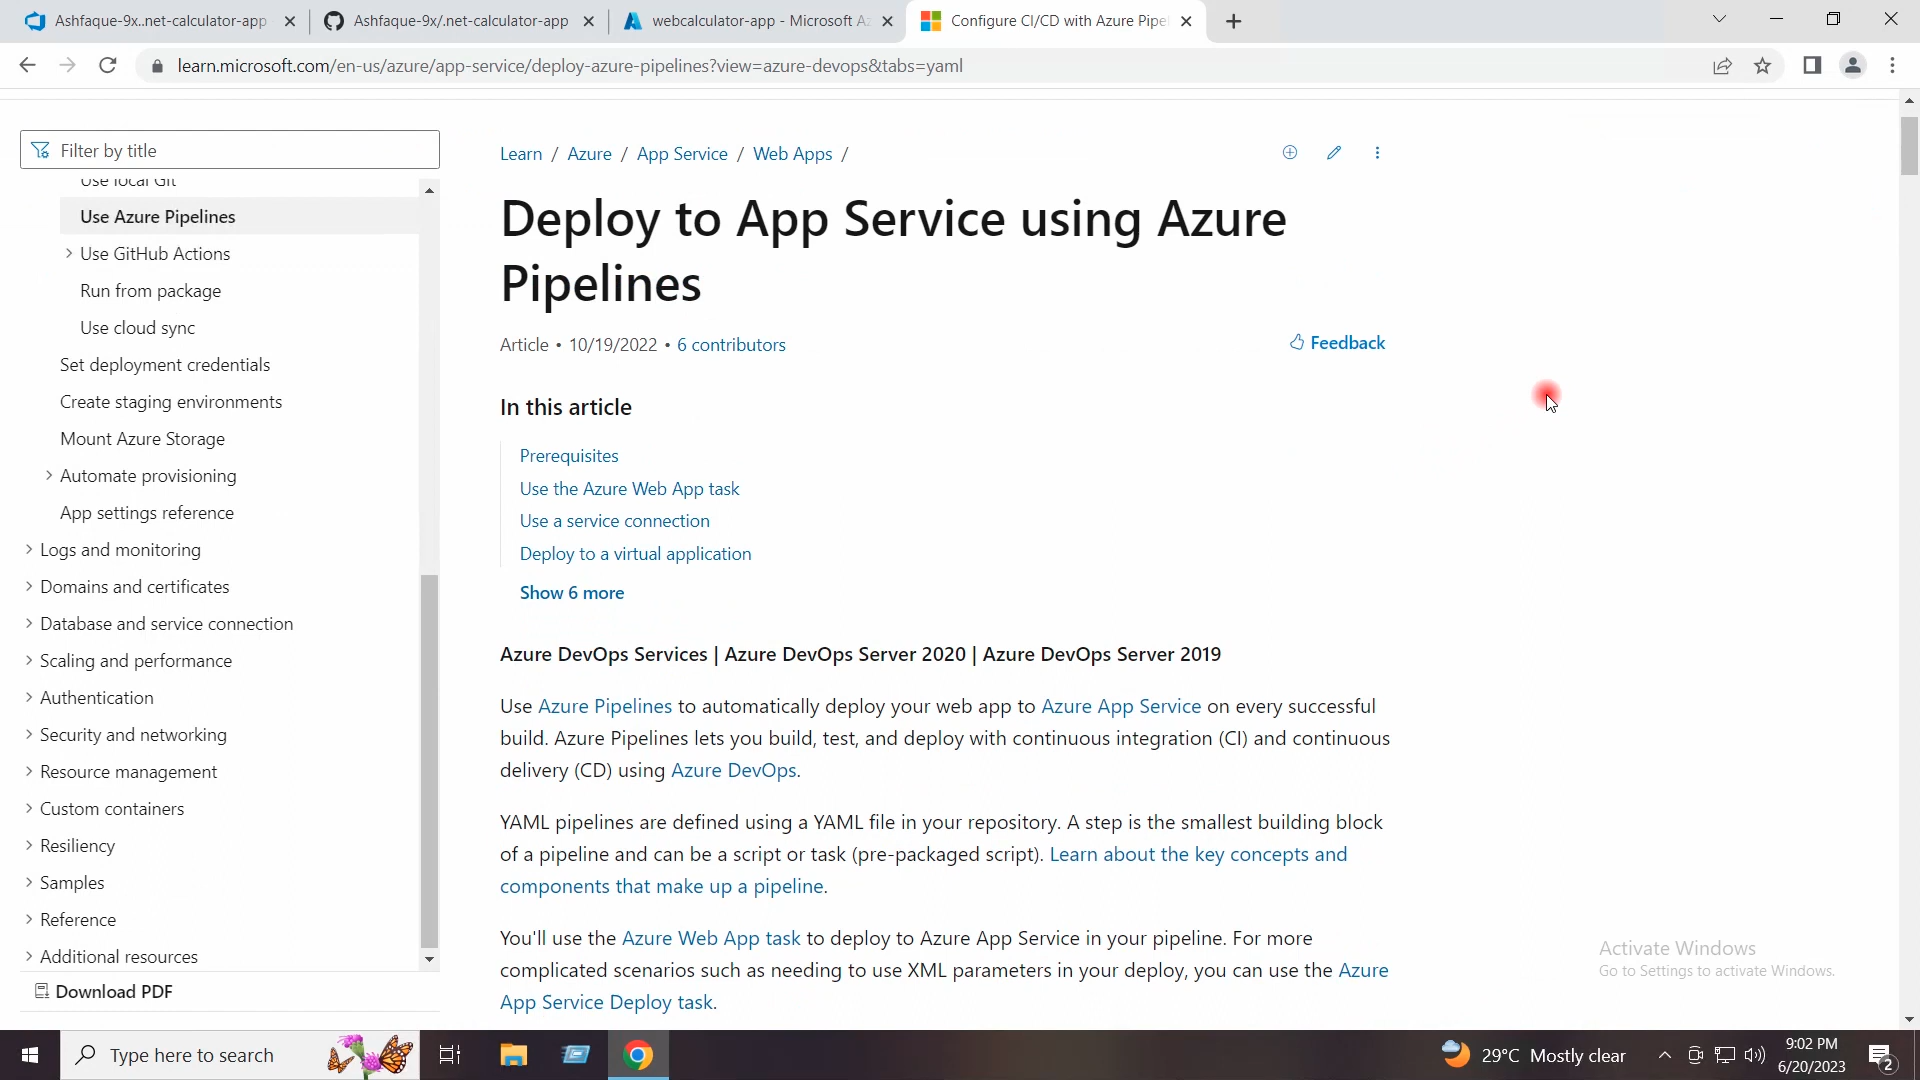 Ashfaque-9x..net-calculator-app
Ashfaque-9x/.net-calculator-app
webcalculator-app - Microsoft Az
Configure CI/CD with Azure Pipel
learn.microsoft.com/en-us/azure/app-service/deploy-azure-pipelines?view=azure-devops&tabs=yaml
Filter by title
Use local Git
Use Azure Pipelines
Use GitHub Actions
Run from package
Use cloud sync
Set deployment credentials
Create staging environments
Mount Azure Storage
Automate provisioning
App settings reference
Logs and monitoring
Domains and certificates
Database and service connection
Scaling and performance
Authentication
Security and networking
Resource management
Custom containers
Resiliency
Samples
Reference
Additional resources
Download PDF
Learn / Azure / App Service / Web Apps /
Deploy to App Service using Azure
Pipelines
Article • 10/19/2022 • 6 contributors
Feedback
In this article
Prerequisites
Use the Azure Web App task
Use a service connection
Deploy to a virtual application
Show 6 more
Azure DevOps Services | Azure DevOps Server 2020 | Azure DevOps Server 2019
Use Azure Pipelines to automatically deploy your web app to Azure App Service on every successful
build. Azure Pipelines lets you build, test, and deploy with continuous integration (CI) and continuous
delivery (CD) using Azure DevOps.
YAML pipelines are defined using a YAML file in your repository. A step is the smallest building block
of a pipeline and can be a script or task (pre-packaged script). Learn about the key concepts and
components that make up a pipeline.
You'll use the Azure Web App task to deploy to Azure App Service in your pipeline. For more
complicated scenarios such as needing to use XML parameters in your deploy, you can use the Azure
App Service Deploy task.
Activate Windows
Go to Settings to activate Windows.
Type here to search
29°C Mostly clear
9:02 PM
6/20/2023
2